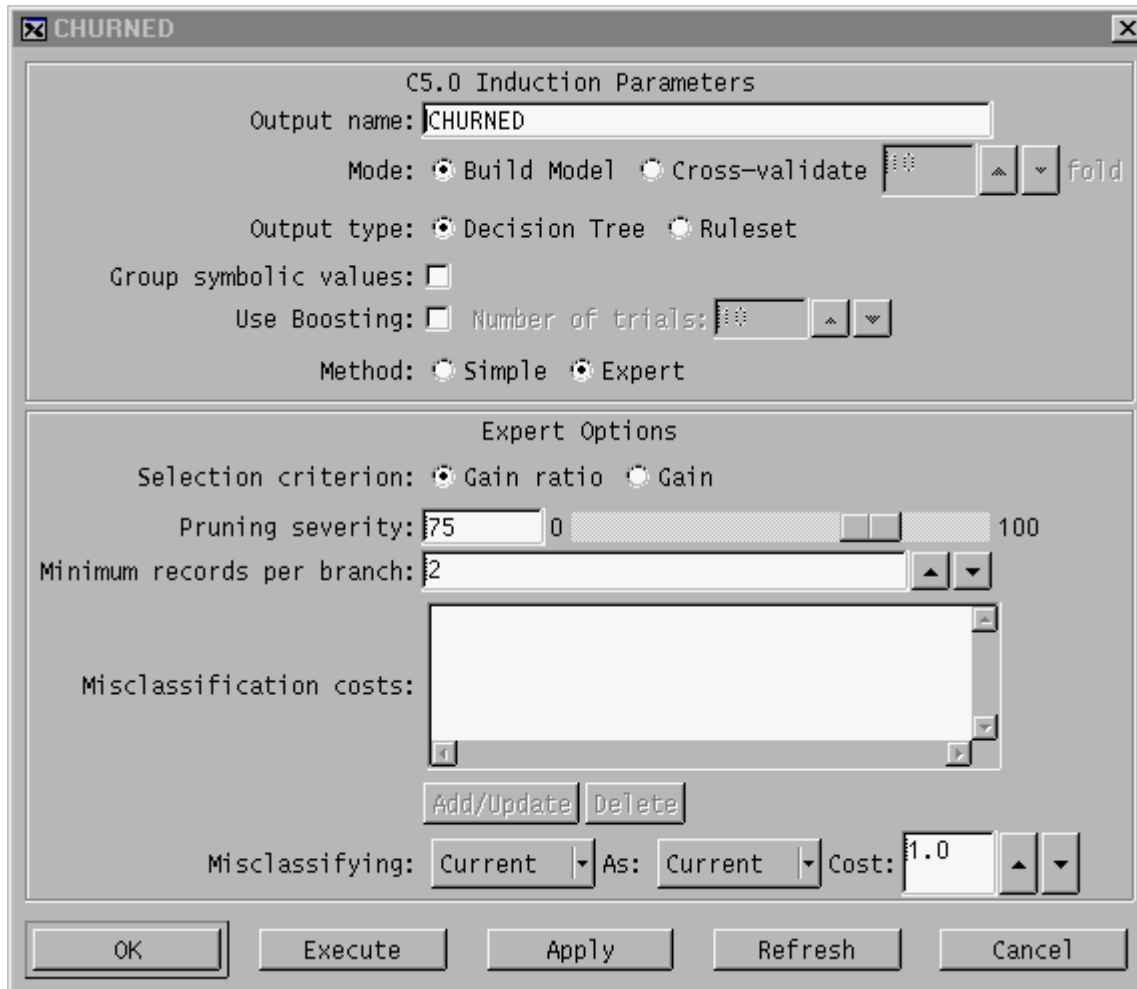 CHURNED
C5.0 Induction Parameters
Output name: CHURNED
Mode: Build Model Cross-validate 10 fold
Output type: Decision Tree Ruleset
Group symbolic values:
Use Boosting: Number of trials: 10
Method: Simple Expert
Expert Options
Selection criterion: Gain ratio Gain
Pruning severity: 75 0 100
Minimum records per branch: 2
Misclassification costs:
Add/Update Delete
Misclassifying: Current As: Current Cost: 1.0
OK Execute Apply Refresh Cancel